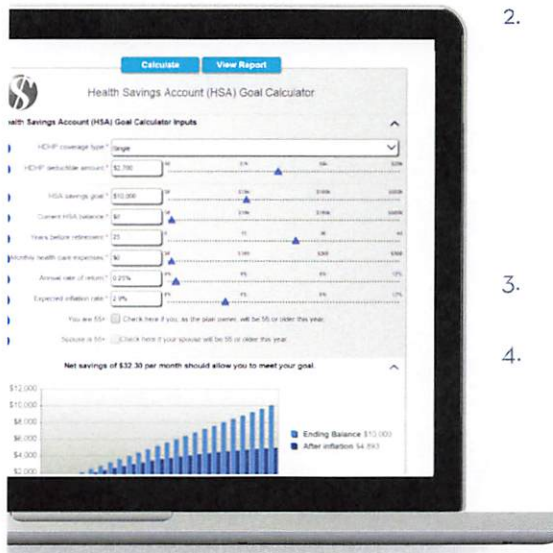 2.
Calculate View Report
Health Savings Account (HSA) Goal Calculator
alth Savings Account (HSA) Goal Calculator Inputs
HDHP coverage type:* Single
HDHP deductible amount:* $2,700
HSA savings goal:* $10,000
Current HSA balance:* $0
Years before retirement:* 25
Monthly health care expenses:* $0
Annual rate of return:* 0.25%
Expected inflation rate:* 2.9%
3.
You are 55+ Check here if you, as the plan owner, will be 55 or older this year.
Spouse is 55+ Check here if your spouse will be 55 or older this year.
4.
Net savings of $32.30 per month should allow you to meet your goal.
$12,000
$10,000
$8,000
$6,000
$4,000
$2,000
Ending Balance $10,000
After inflation